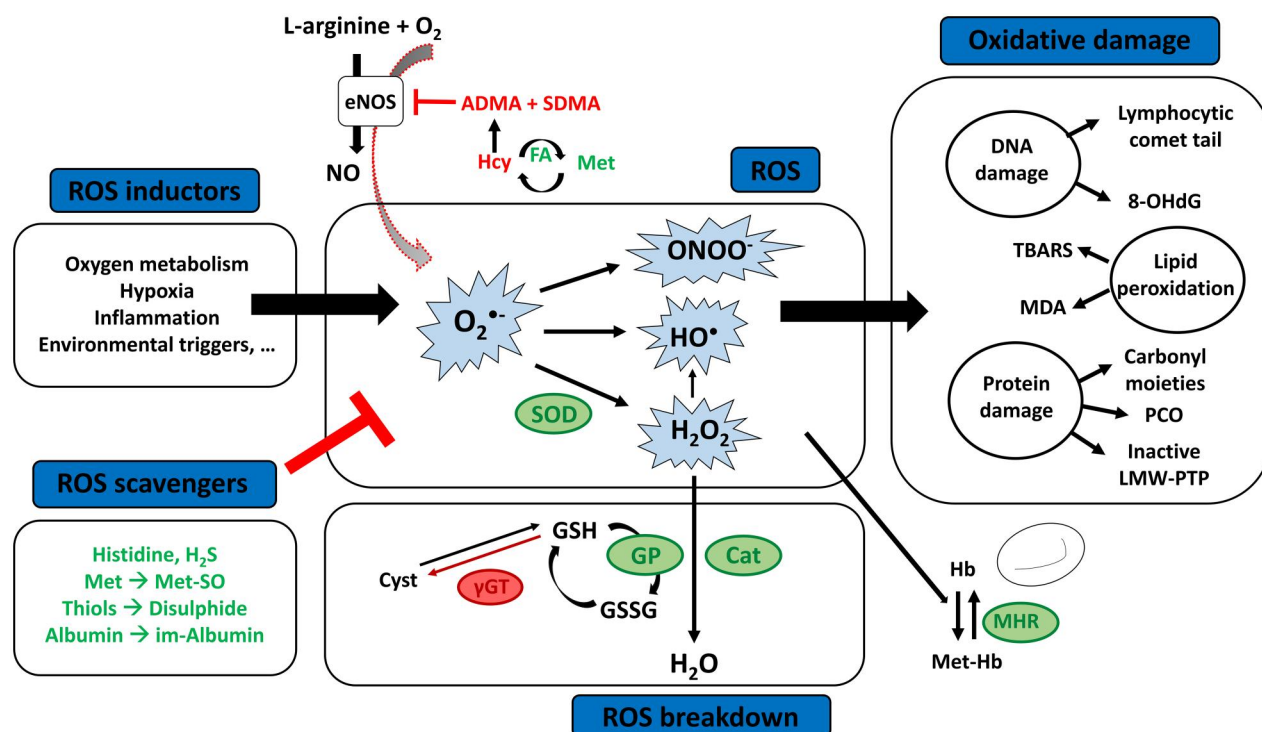 L-arginine + O₂
eNOS
NO
ADMA + SDMA
Hcy
FA
Met
ROS inductors
Oxygen metabolism
Hypoxia
Inflammation
Environmental triggers, ...
ROS scavengers
Histidine, H₂S
Met → Met-SO
Thiols → Disulphide
Albumin → im-Albumin
ROS
O₂•-
ONOO-
HO•
H₂O₂
SOD
GSH
GP
Cat
Cyst
γGT
GSSG
H₂O
ROS breakdown
Oxidative damage
DNA
damage
Lymphocytic
comet tail
8-OHdG
TBARS
MDA
Lipid
peroxidation
Protein
damage
Carbonyl
moieties
PCO
Inactive
LMW-PTP
Hb
MHR
Met-Hb